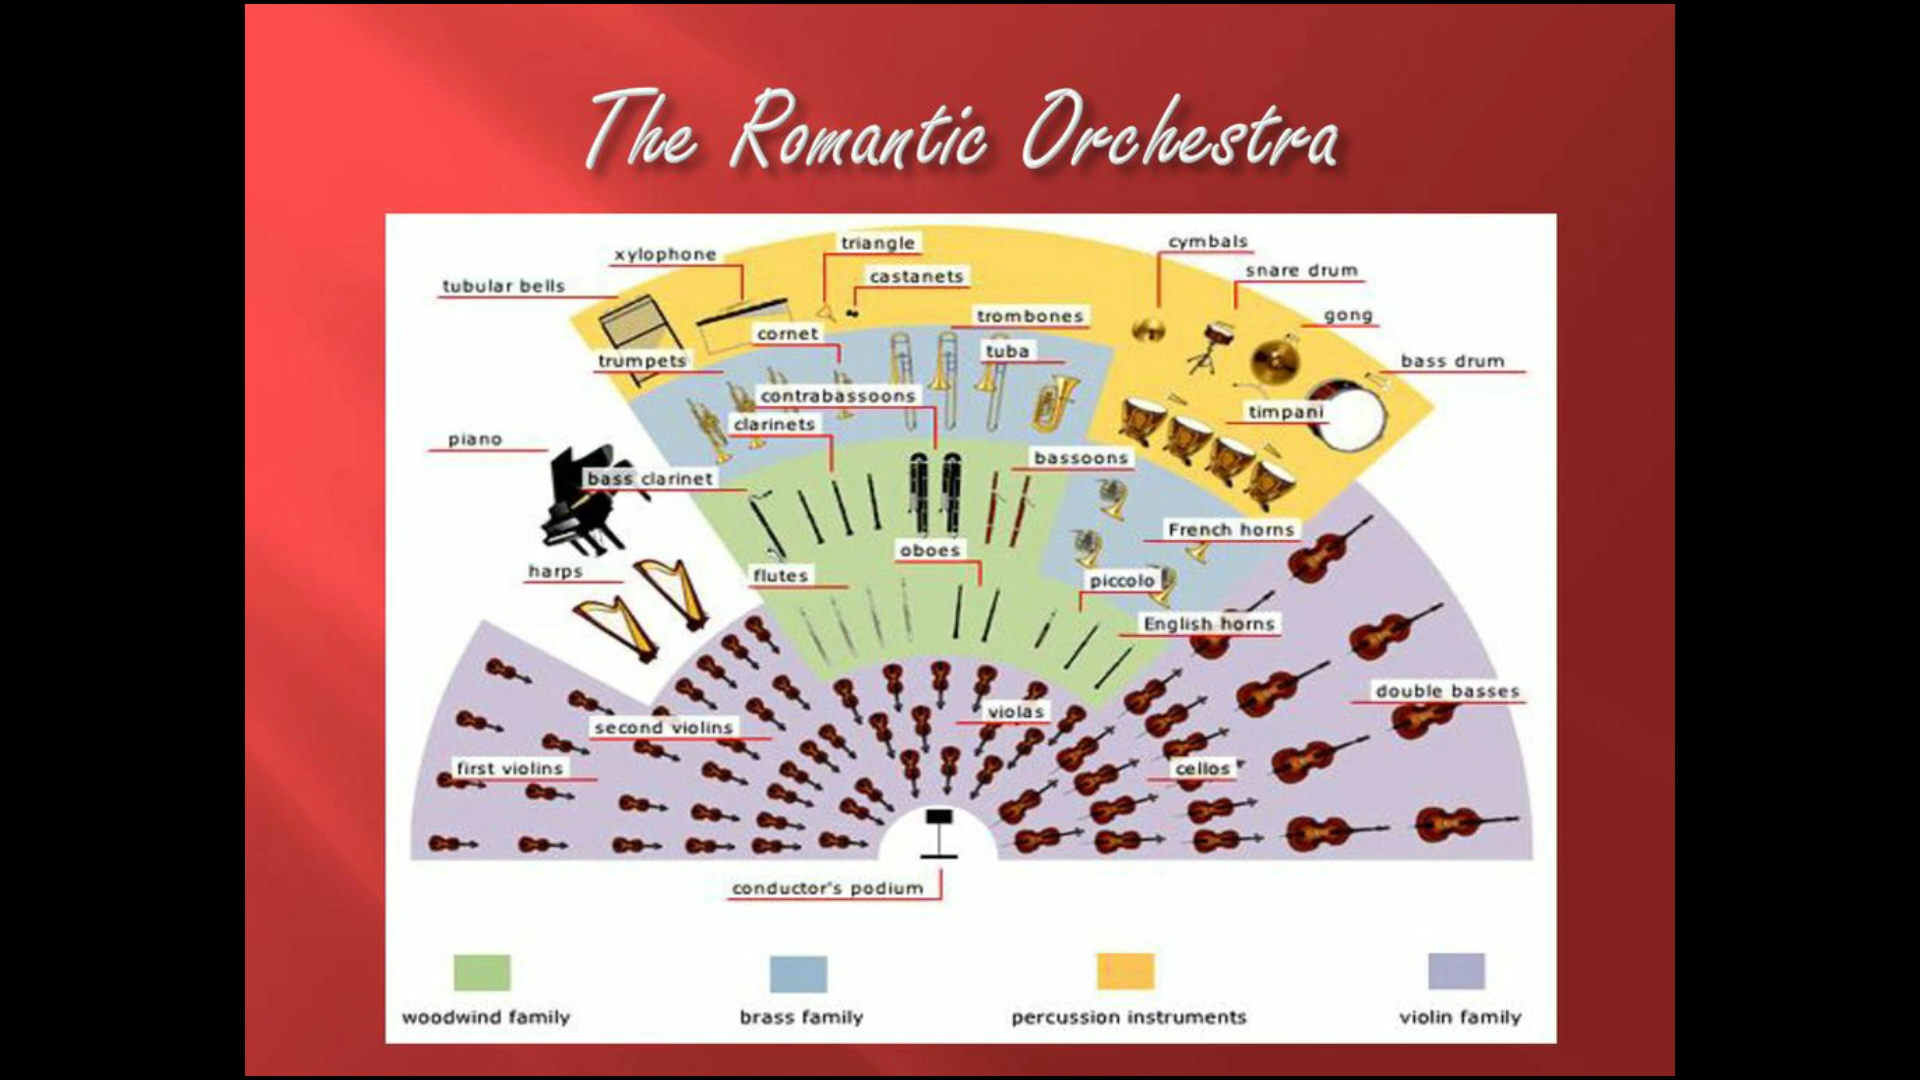 The Romantic Orchestra
triangle
cymbals
xylophone
snare drum
castanets
tubular bells
trombones
gong
cornet
tuba
trumpets
bass drum
contrabassoons
timpani
clarinets
piano
bassoons
bass clarinet
French horns
oboes
harps
flutes
piccolo
English horns
double basses
violas
second violins
first violins
cellos
conductor's podium
woodwind family
brass family
percussion instruments
violin family